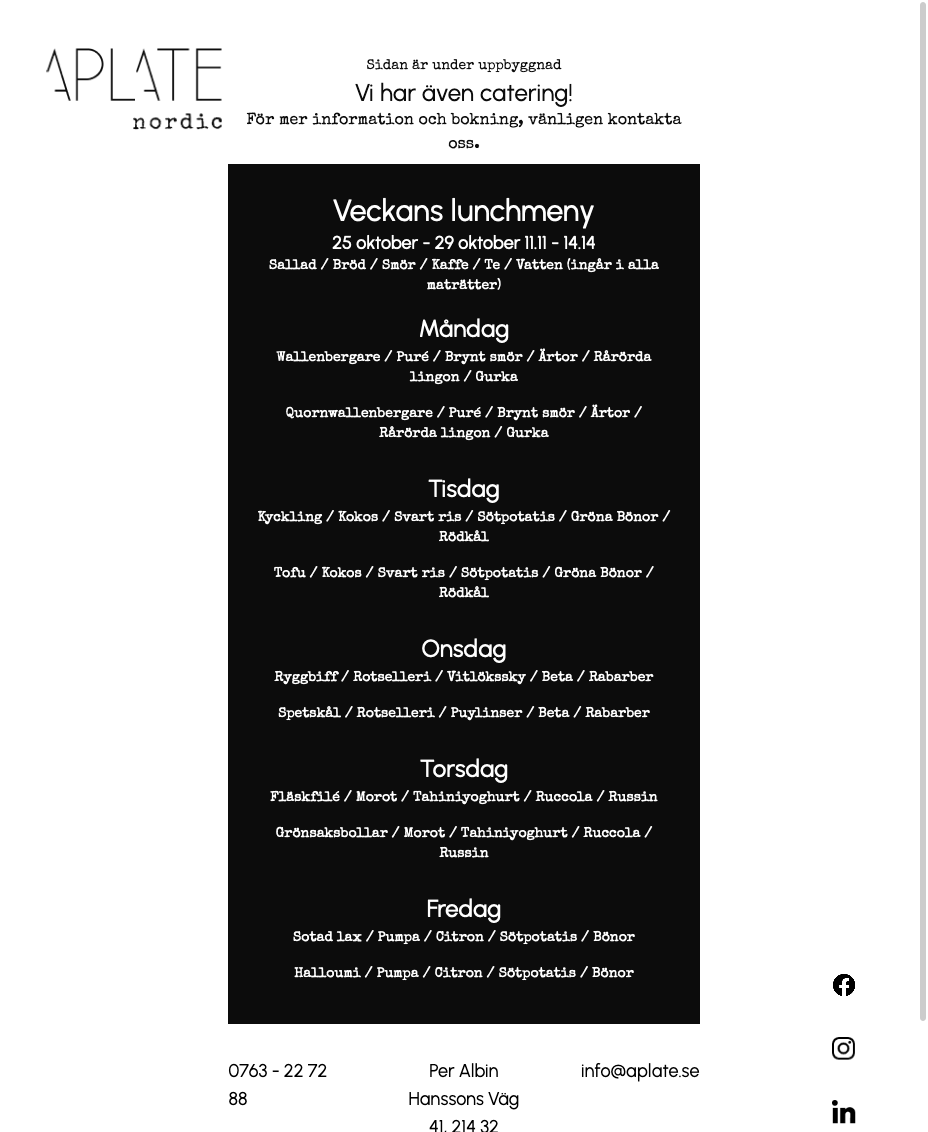 APLATE
nordic
Sidan är under uppbyggnad
Vi har även catering!
För mer information och bokning, vänligen kontakta
oss.
Veckans lunchmeny
25 oktober - 29 oktober 11.11 - 14.14
Sallad / Bröd / Smör / Kaffe / Te / Vatten (ingår i alla
maträtter)
Måndag
Wallenbergare / Puré / Brynt smör / Ärtor / Rårörda
lingon / Gurka
Quornwallenbergare / Puré / Brynt smör / Ärtor /
Rårörda lingon / Gurka
Tisdag
Kyckling / Kokos / Svart ris / Sötpotatis / Gröna Bönor /
Rödkål
Tofu / Kokos / Svart ris / Sötpotatis / Gröna Bönor /
Rödkål
Onsdag
Ryggbiff / Rotselleri / Vitlökssky / Beta / Rabarber
Spetskål / Rotselleri / Puylinser / Beta / Rabarber
Torsdag
Fläskfilé / Morot / Tahiniyoghurt / Ruccola / Russin
Grönsaksbollar / Morot / Tahiniyoghurt / Ruccola /
Russin
Fredag
Sotad lax / Pumpa / Citron / Sötpotatis / Bönor
Halloumi / Pumpa / Citron / Sötpotatis / Bönor
0763 - 22 72
88
Per Albin
Hanssons Väg
41, 214 32
info@aplate.se